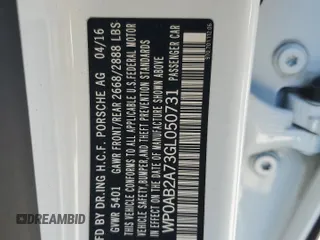 MFD BY DR.ING H.C.F. PORSCHE AG 04/16
GVWR 5401 GAWR FRONT/REAR 2668/2888 LBS
THIS VEHICLE CONFORMS TO ALL APPLICABLE U.S.FEDERAL MOTOR
VEHICLE SAFETY,BUMPER,AND THEFT PREVENTION STANDARDS
IN EFFECT ON THE DATE OF MANUFACTURE SHOWN ABOVE.
WP0AB2A73GLD50731 PASSENGER CAR
BIDFAX